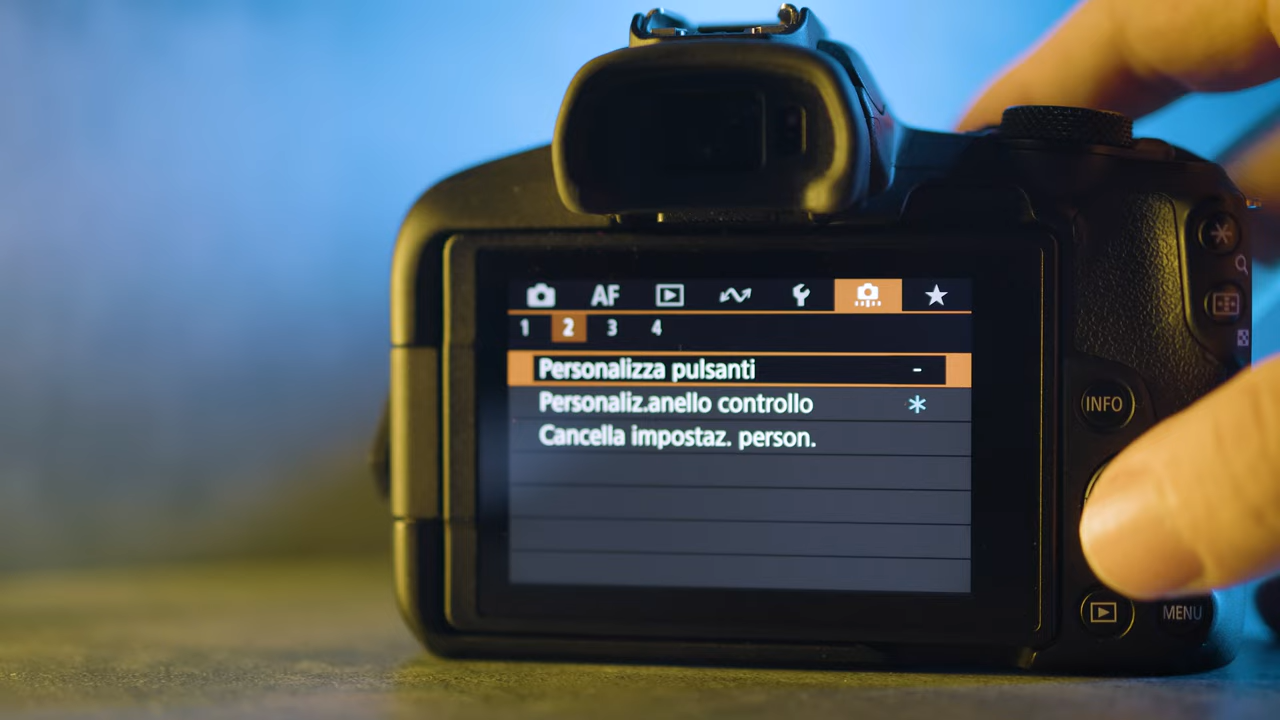 AF
1 2 3 4
Personalizza pulsanti -
Personaliz.anello controllo *
Cancella impostaz. person.
INFO
MENU